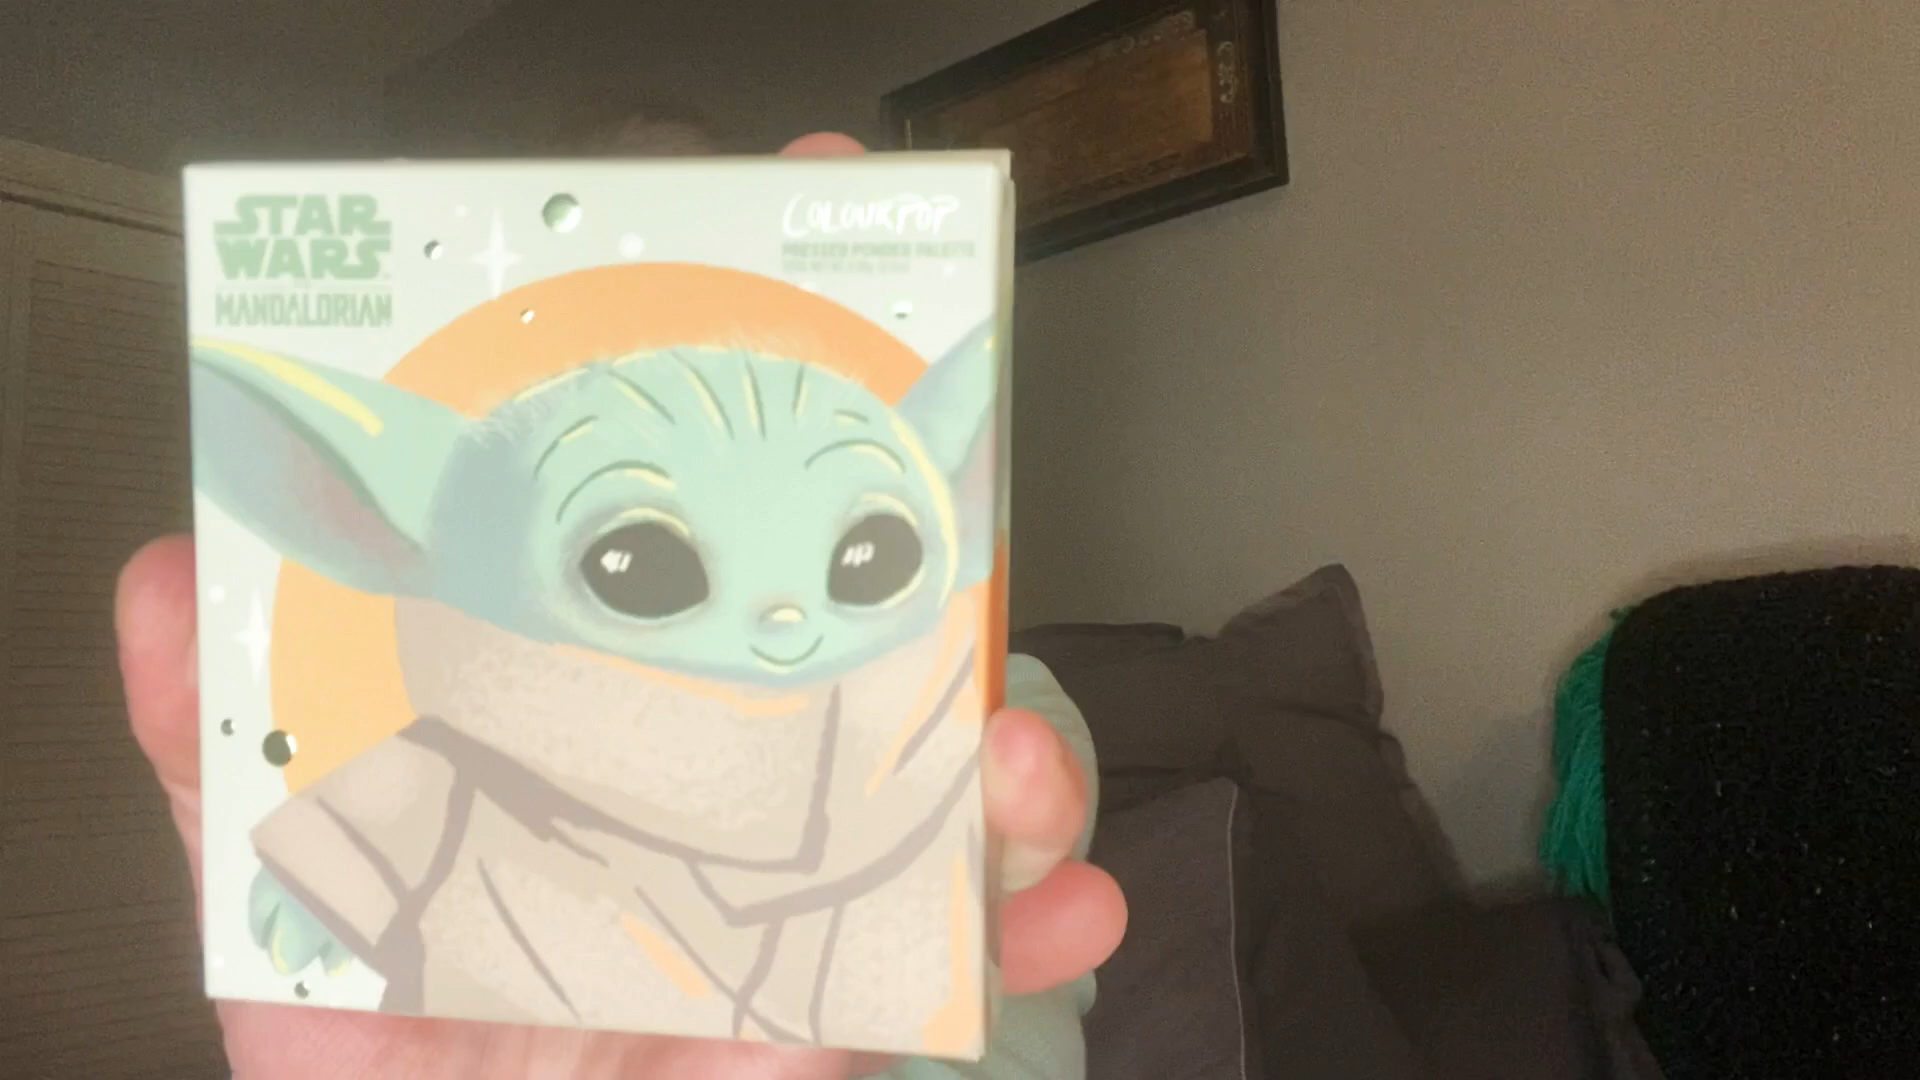 STAR
WARS
MANDALORIAN
COLOURPOP
PRESSED POWDER PALETTE